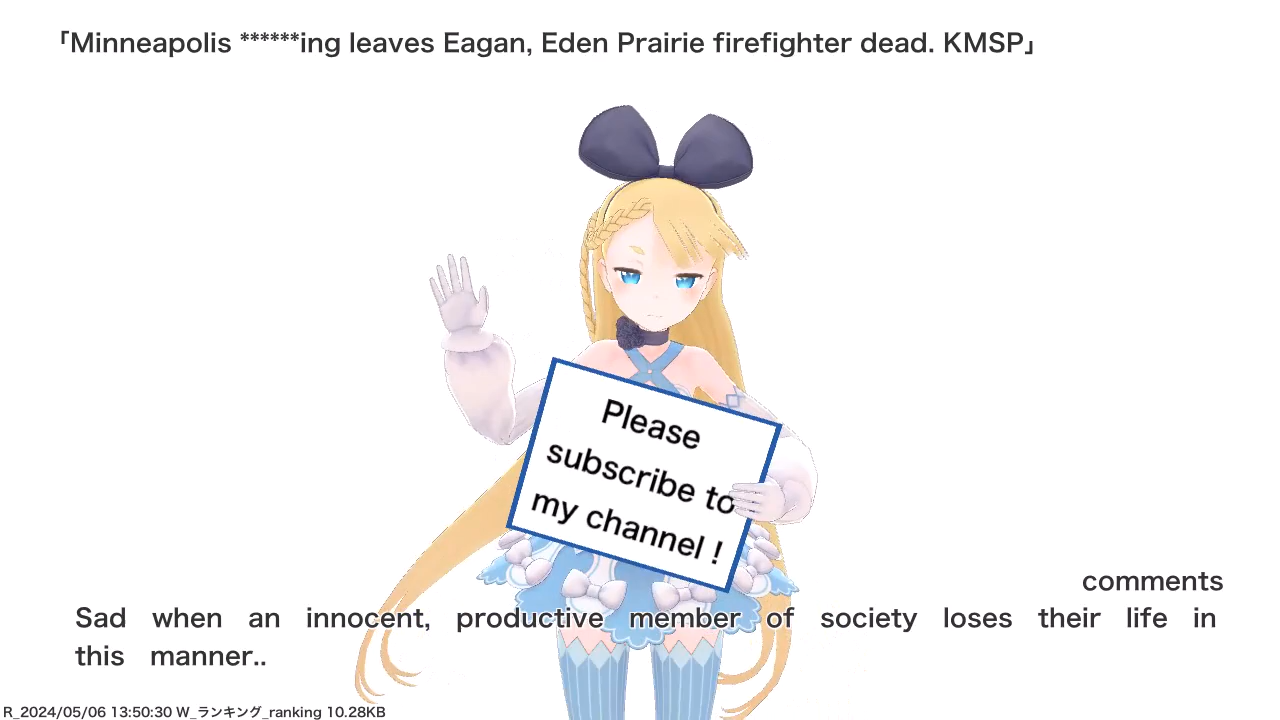 「Minneapolis ******ing leaves Eagan, Eden Prairie firefighter dead. KMSP」
Please
subscribe to
my channel !
comments
Sad when an innocent, productive member of society loses their life in
this manner..
R_2024/05/06 13:50:30 W_ランキング_ranking 10.28KB